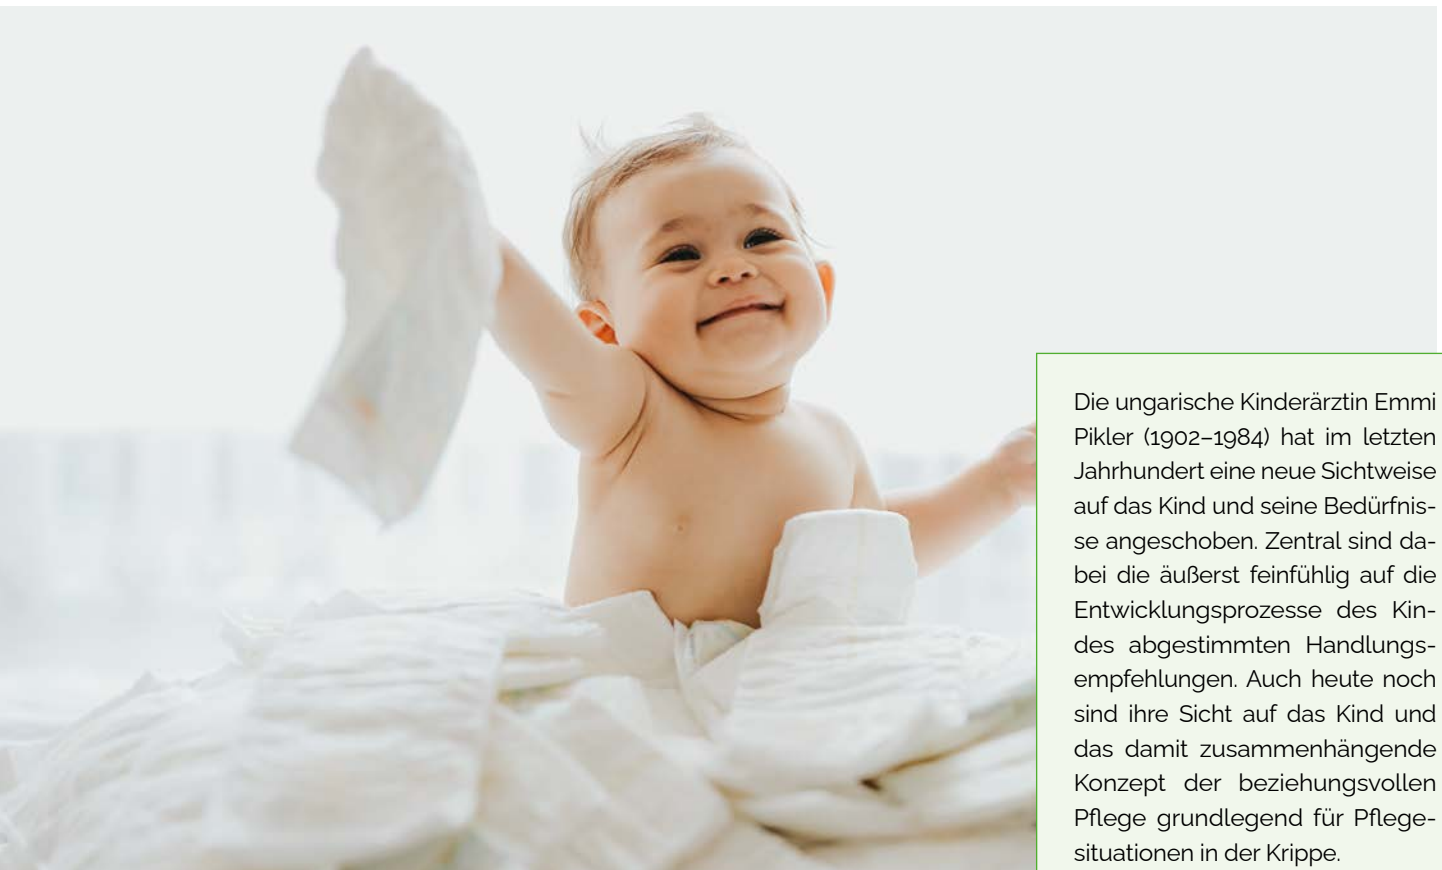 Die ungarische Kinderärztin Emmi
Pikler (1902–1984) hat im letzten
Jahrhundert eine neue Sichtweise
auf das Kind und seine Bedürfnis-
se angeschoben. Zentral sind da-
bei die äußerst feinfühlig auf die
Entwicklungsprozesse des Kin-
des abgestimmten Handlungs-
empfehlungen. Auch heute noch
sind ihre Sicht auf das Kind und
das damit zusammenhängende
Konzept der beziehungsvollen
Pflege grundlegend für Pflege-
situationen in der Krippe.